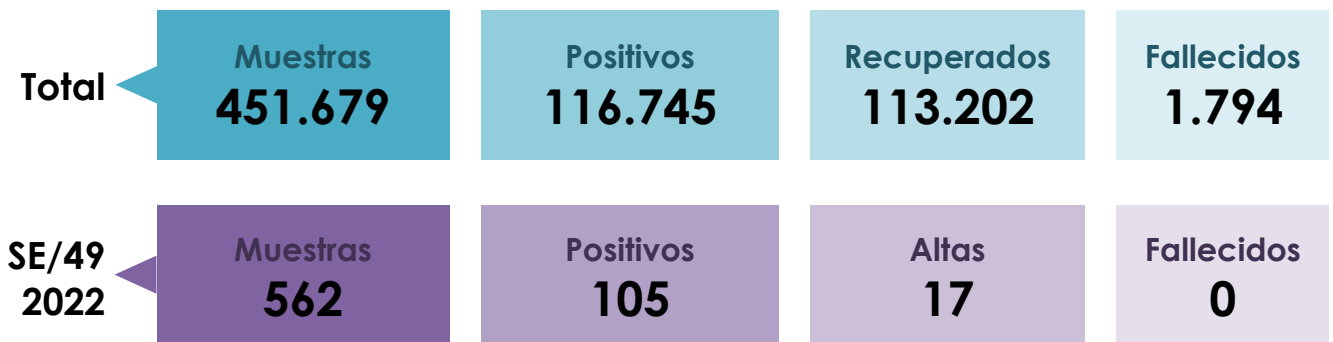 Total
Muestras
451.679
Positivos
116.745
Recuperados
113.202
Fallecidos
1.794
SE/49
2022
Muestras
562
Positivos
105
Altas
17
Fallecidos
0